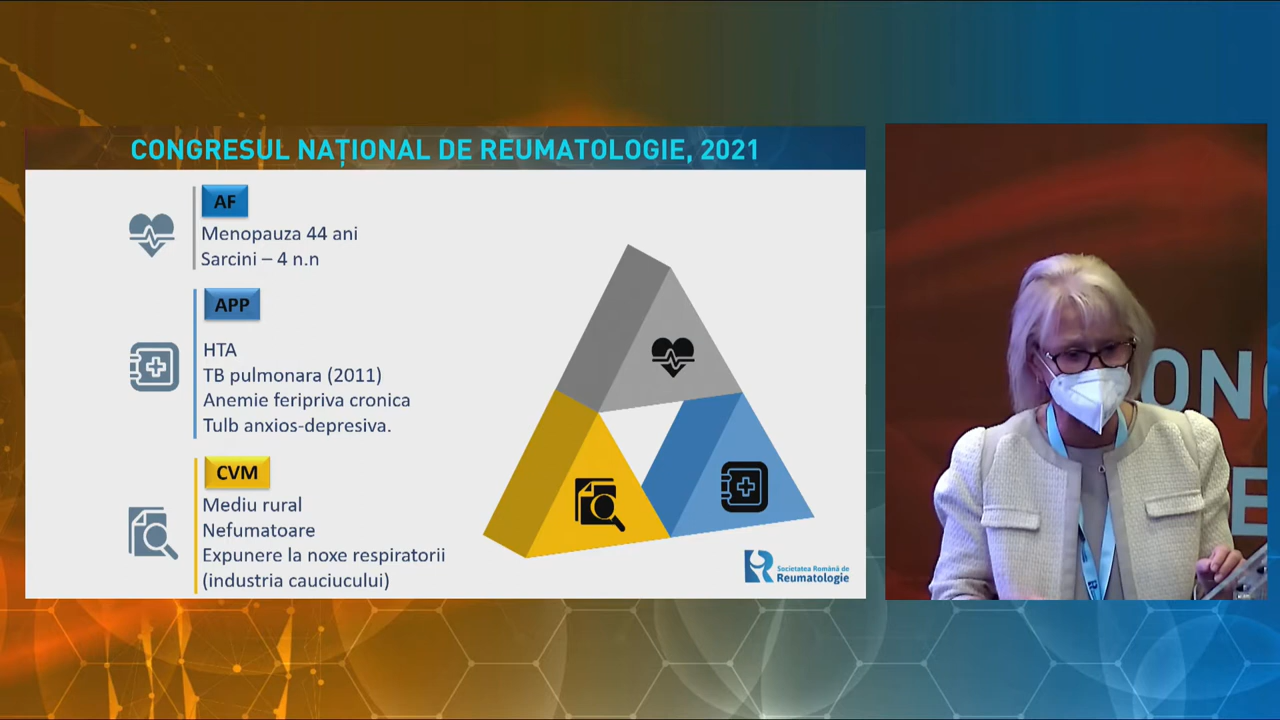 CONGRESUL NAȚIONAL DE REUMATOLOGIE, 2021
AF
Menopauza 44 ani
Sarcini – 4 n.n
APP
HTA
TB pulmonara (2011)
Anemie feripriva cronica
Tulb anxios-depresiva.
CVM
Mediu rural
Nefumatoare
Expunere la noxe respiratorii
(industria cauciucului)
Societatea Română de
Reumatologie
ONG
E